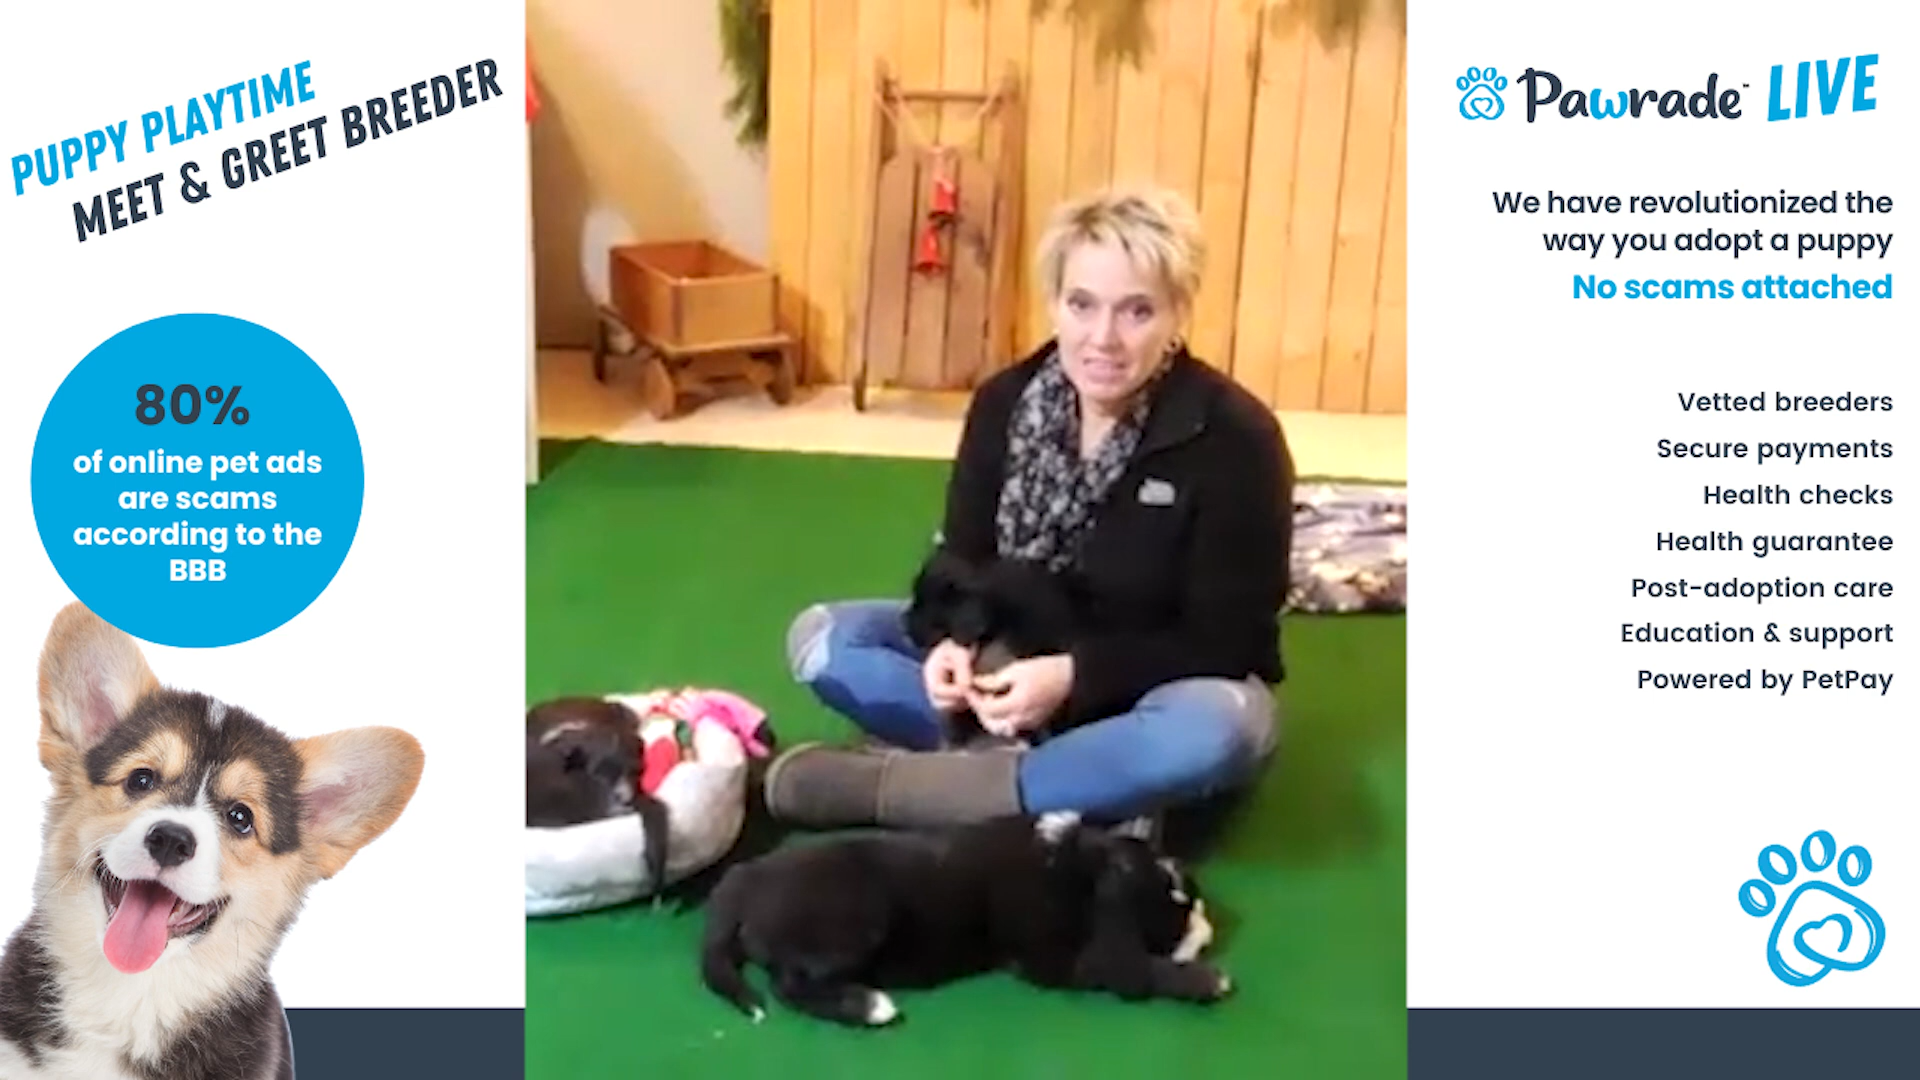 PUPPY PLAYTIME
MEET & GREET BREEDER
80%
of online pet ads
are scams
according to the
BBB
Pawrade™ LIVE
We have revolutionized the
way you adopt a puppy
No scams attached
Vetted breeders
Secure payments
Health checks
Health guarantee
Post-adoption care
Education & support
Powered by PetPay